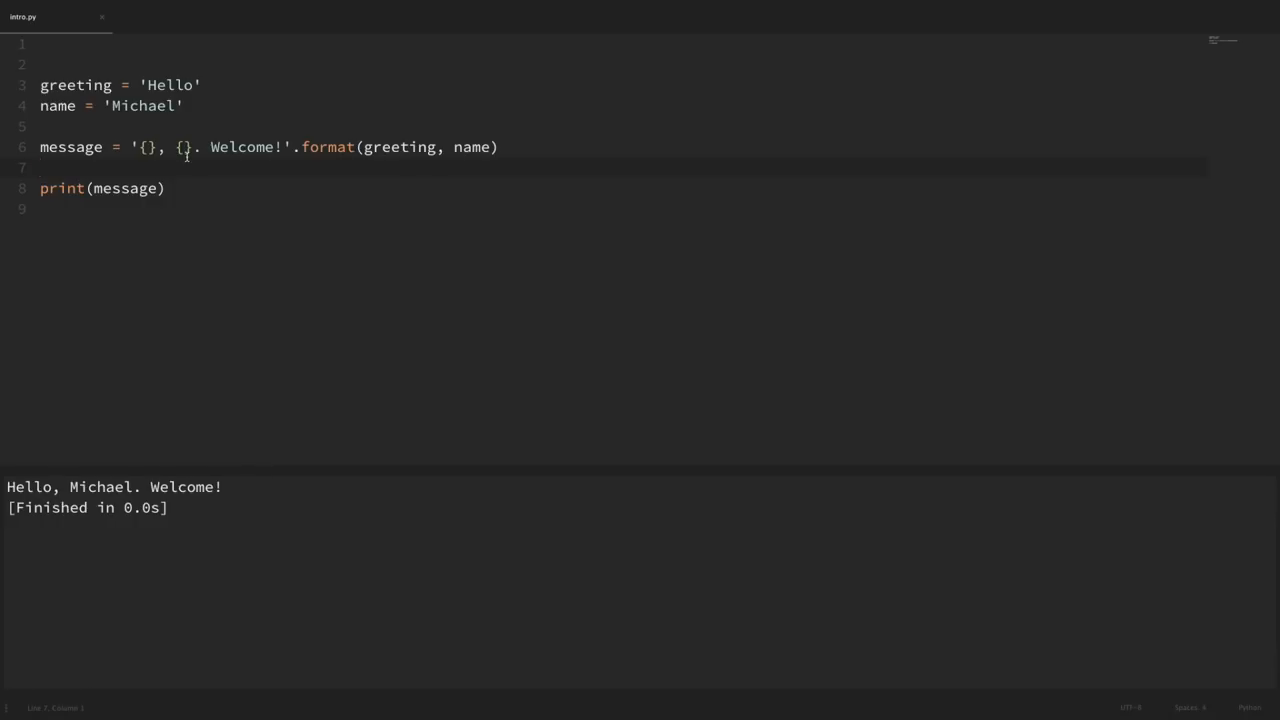 intro.py ×
1
2
3 greeting = 'Hello'
4 name = 'Michael'
5
6 message = '{}, {}. Welcome!'.format(greeting, name)
7
8 print(message)
9
Hello, Michael. Welcome!
[Finished in 0.0s]
Line 7, Column 1 UTF-8 Spaces: 4 Python